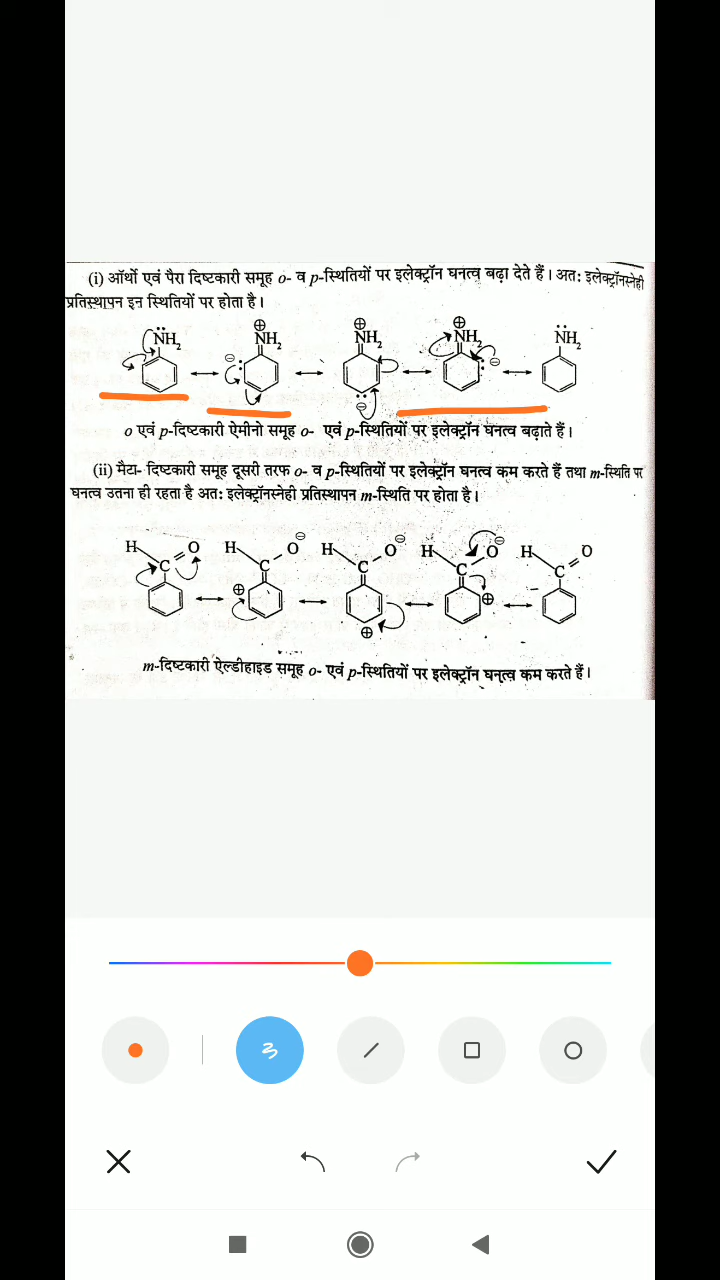 (i) ऑर्थो एवं पैरा दिष्टकारी समूह o- व p-स्थितियों पर इलेक्ट्रॉन घनत्व बढ़ा देते हैं। अत: इलेक्ट्रॉनस्नेही
प्रतिस्थापन इन स्थितियों पर होता है।
N̈H₂ ⊕ NH₂ ⊕ NH₂ ⊕ NH₂ N̈H₂
⊖ ⊖
⊖
o एवं p-दिष्टकारी ऐमीनो समूह o- एवं p-स्थितियों पर इलेक्ट्रॉन घनत्व बढ़ाते हैं।
(ii) मैटा- दिष्टकारी समूह दूसरी तरफ o- व p-स्थितियों पर इलेक्ट्रॉन घनत्व कम करते हैं तथा m-स्थिति पर
घनत्व उतना ही रहता है अत: इलेक्ट्रॉनस्नेही प्रतिस्थापन m-स्थिति पर होता है।
H O H O⊖ H O⊖ H O⊖ H O
C C C C C
⊕ ⊕
⊕
m-दिष्टकारी ऐल्डीहाइड समूह o- एवं p-स्थितियों पर इलेक्ट्रॉन घनत्व कम करते हैं।